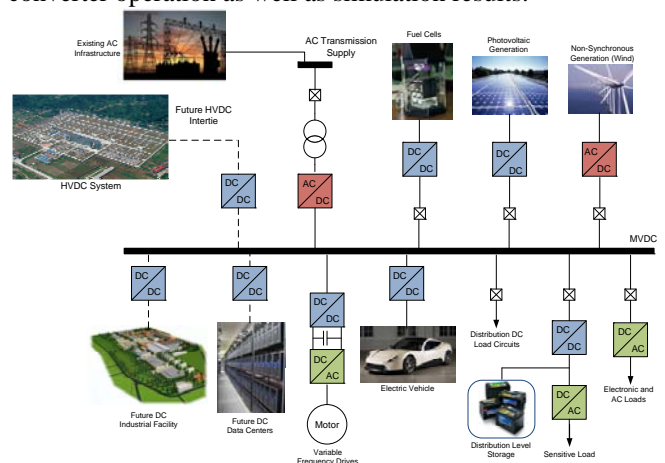 converter operation as well as simulation results.
Existing AC
Infrastructure
AC Transmission
Supply
Fuel Cells
Photovoltaic
Generation
Non-Synchronous
Generation (Wind)
Future HVDC
Intertie
HVDC System
DC
DC
AC
DC
DC
DC
DC
DC
AC
DC
MVDC
DC
DC
DC
DC
DC
DC
DC
DC
DC
AC
Distribution DC
Load Circuits
DC
DC
DC
AC
Electronic and
AC Loads
Electric Vehicle
Future DC
Industrial Facility
Future DC
Data Centers
Motor
Variable
Frequency Drives
Distribution Level
Storage
DC
AC
Sensitive Load